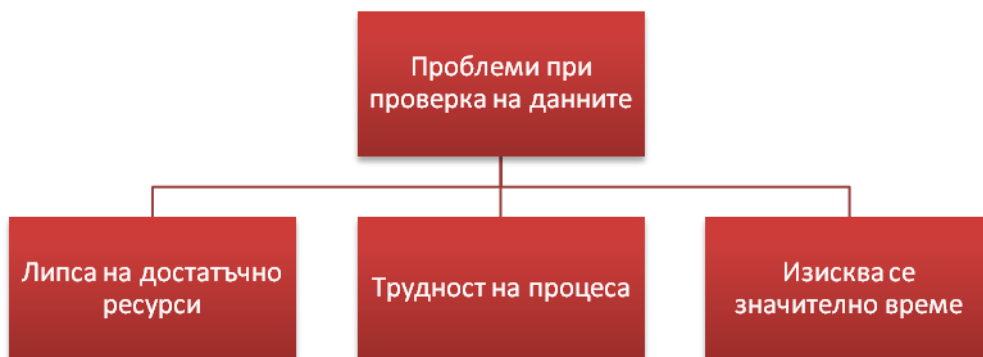 Проблеми при
проверка на данните
Липса на достатъчно
ресурси
Трудност на процеса
Изисква се
значително време